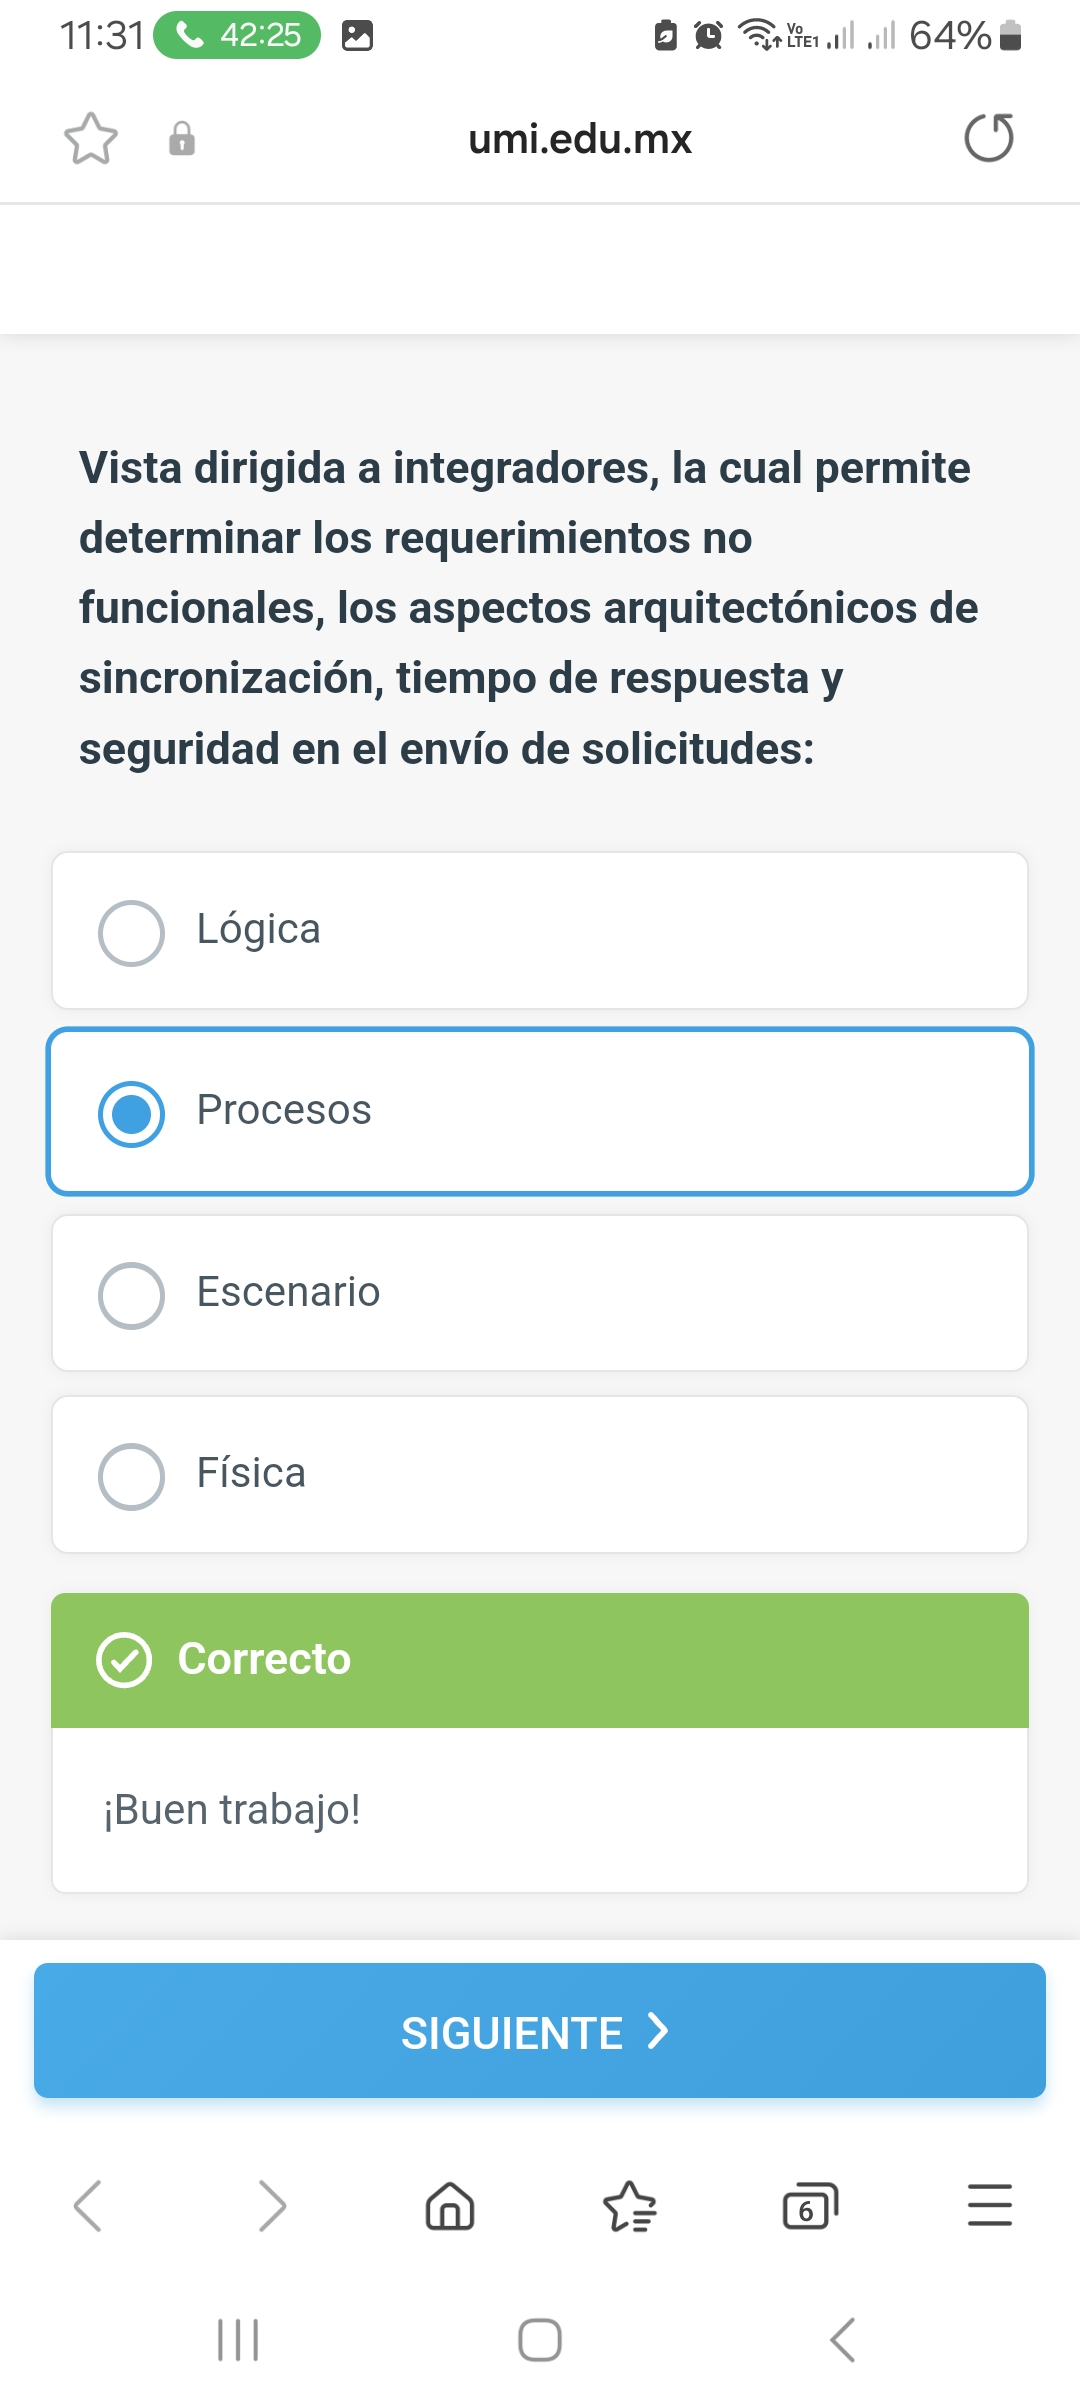 11:31 42:25 Vo LTE1 64%
umi.edu.mx
Vista dirigida a integradores, la cual permite
determinar los requerimientos no
funcionales, los aspectos arquitectónicos de
sincronización, tiempo de respuesta y
seguridad en el envío de solicitudes:
Lógica
Procesos
Escenario
Física
Correcto
¡Buen trabajo!
SIGUIENTE
6